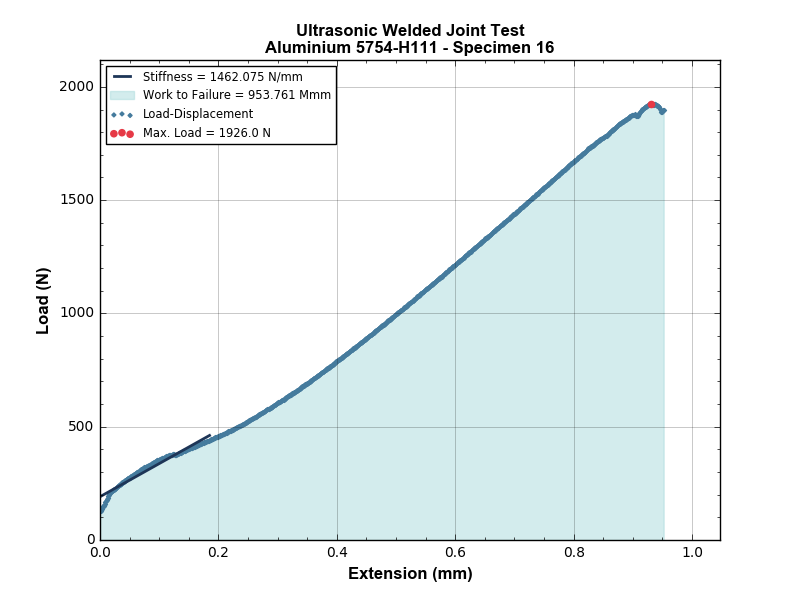 Ultrasonic Welded Joint Test
Aluminium 5754-H111 - Specimen 16
Stiffness = 1462.075 N/mm
Work to Failure = 953.761 Mmm
Load-Displacement
Max. Load = 1926.0 N
2000
1500
1000
500
0
Load (N)
0.0 0.2 0.4 0.6 0.8 1.0
Extension (mm)